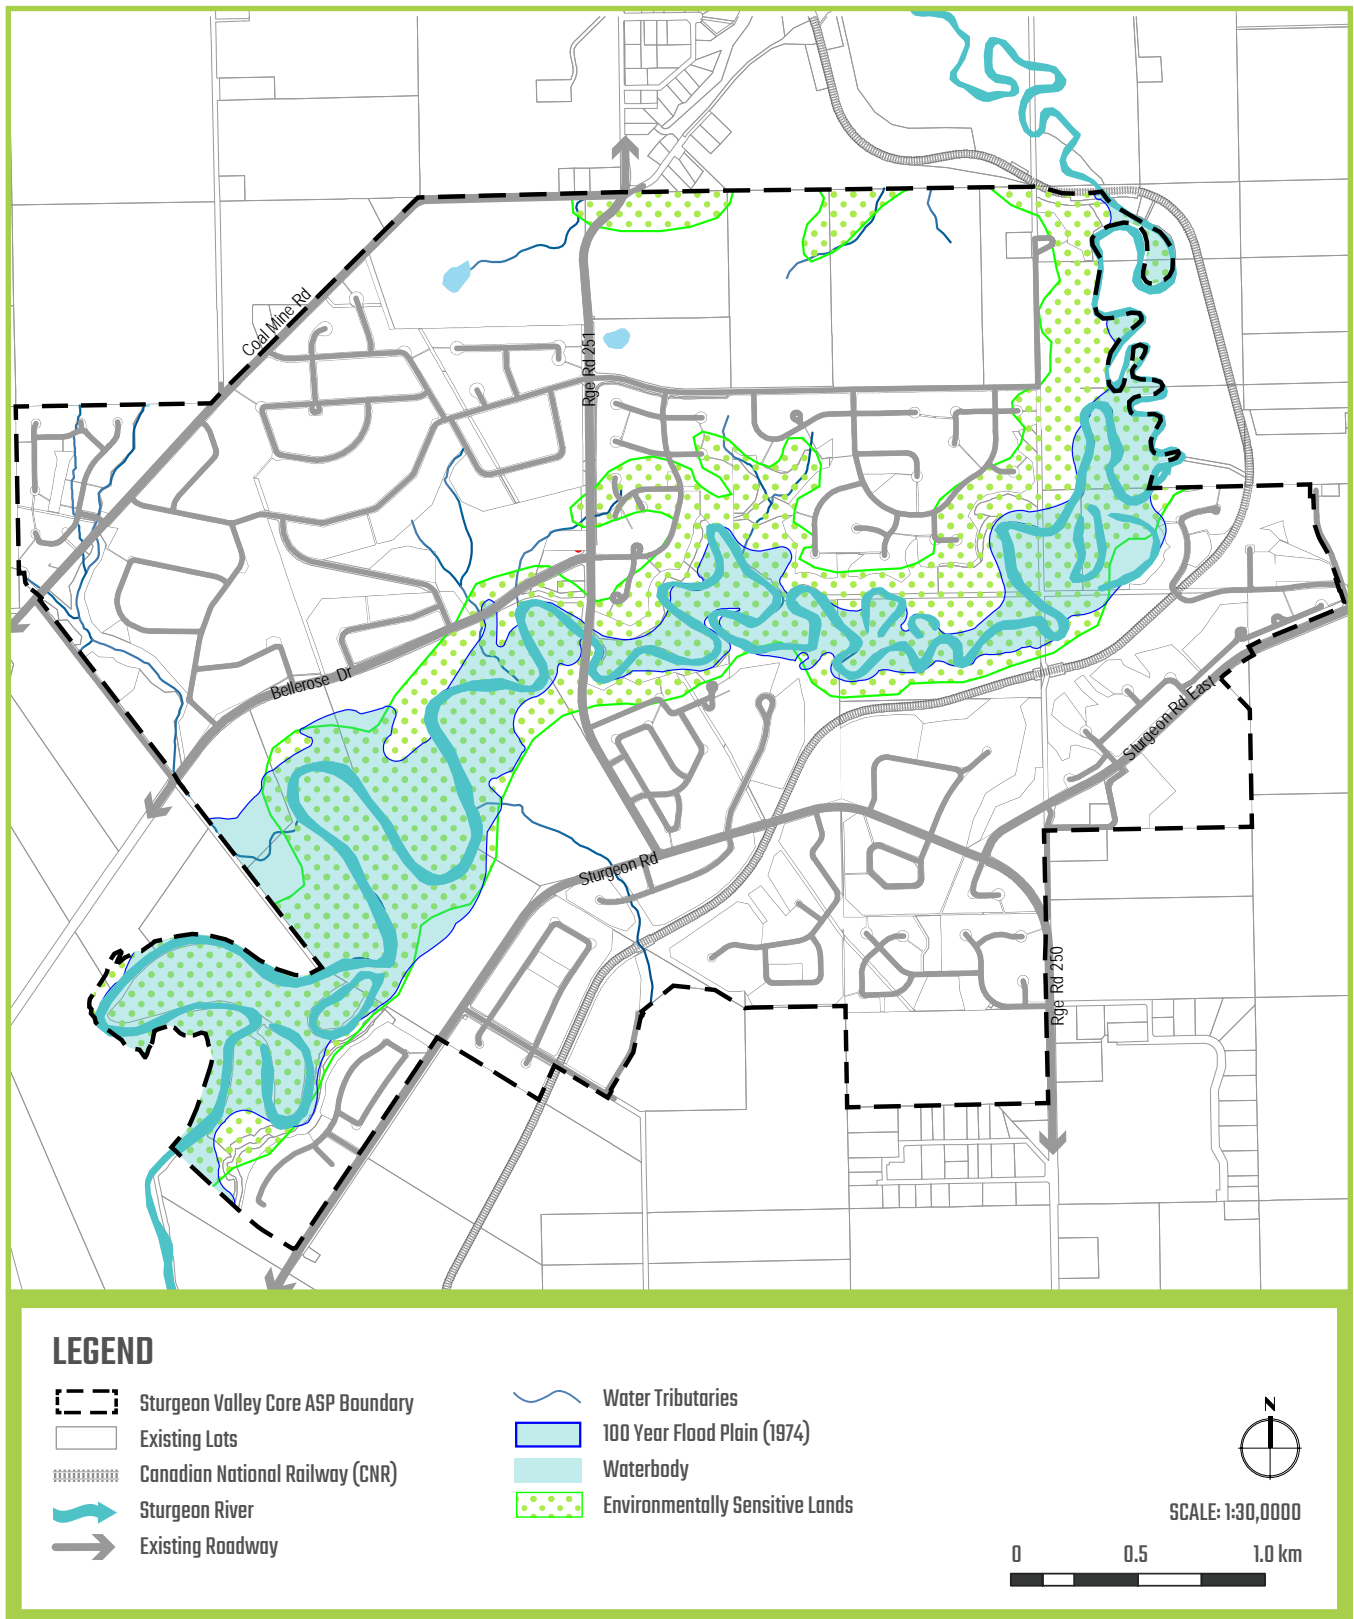 Coal Mine Rd
Rge Rd 251
Bellerose Dr
Sturgeon Rd East
Sturgeon Rd
Rge Rd 250
LEGEND
Sturgeon Valley Core ASP Boundary
Existing Lots
Canadian National Railway (CNR)
Sturgeon River
Existing Roadway
Water Tributaries
100 Year Flood Plain (1974)
Waterbody
Environmentally Sensitive Lands
N
SCALE: 1:30,0000
0 0.5 1.0 km